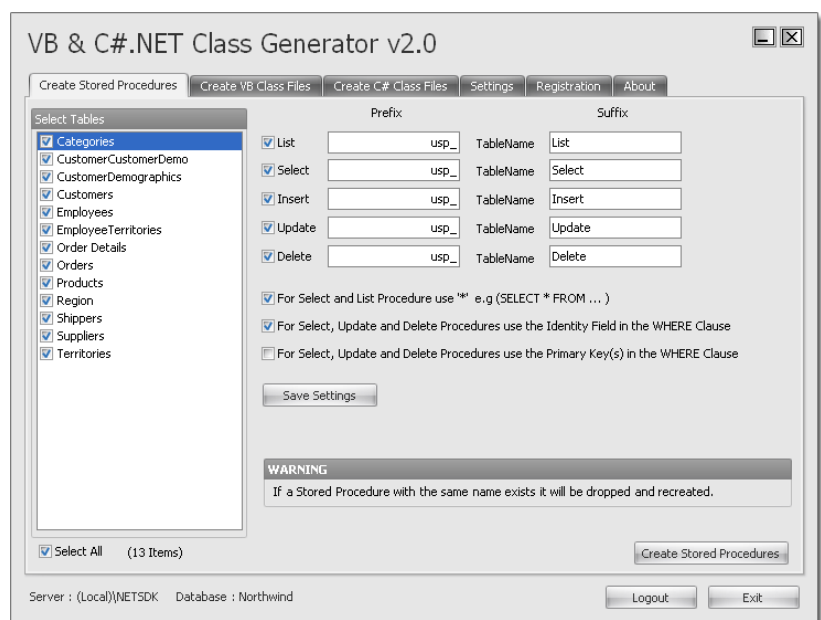 VB & C#.NET Class Generator v2.0
Create Stored Procedures Create VB Class Files Create C# Class Files Settings Registration About
Select Tables
Categories
CustomerCustomerDemo
CustomerDemographics
Customers
Employees
EmployeeTerritories
Order Details
Orders
Products
Region
Shippers
Suppliers
Territories
Select All (13 Items)
Prefix Suffix
List usp_ TableName List
Select usp_ TableName Select
Insert usp_ TableName Insert
Update usp_ TableName Update
Delete usp_ TableName Delete
For Select and List Procedure use '*' e.g (SELECT * FROM ... )
For Select, Update and Delete Procedures use the Identity Field in the WHERE Clause
For Select, Update and Delete Procedures use the Primary Key(s) in the WHERE Clause
Save Settings
WARNING
If a Stored Procedure with the same name exists it will be dropped and recreated.
Create Stored Procedures
Server : (Local)\NETSDK Database : Northwind
Logout Exit